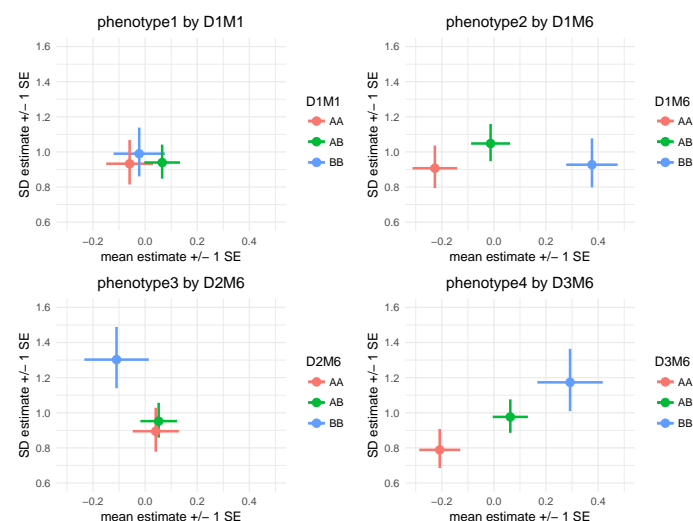 phenotype1 by D1M1
1.6
1.4
1.2
1.0
0.8
0.6
SD estimate +/− 1 SE
−0.2 0.0 0.2 0.4
mean estimate +/− 1 SE
D1M1
AA
AB
BB
phenotype2 by D1M6
1.6
1.4
1.2
1.0
0.8
0.6
SD estimate +/− 1 SE
−0.2 0.0 0.2 0.4
mean estimate +/− 1 SE
D1M6
AA
AB
BB
phenotype3 by D2M6
1.6
1.4
1.2
1.0
0.8
0.6
SD estimate +/− 1 SE
−0.2 0.0 0.2 0.4
mean estimate +/− 1 SE
D2M6
AA
AB
BB
phenotype4 by D3M6
1.6
1.4
1.2
1.0
0.8
0.6
SD estimate +/− 1 SE
−0.2 0.0 0.2 0.4
mean estimate +/− 1 SE
D3M6
AA
AB
BB